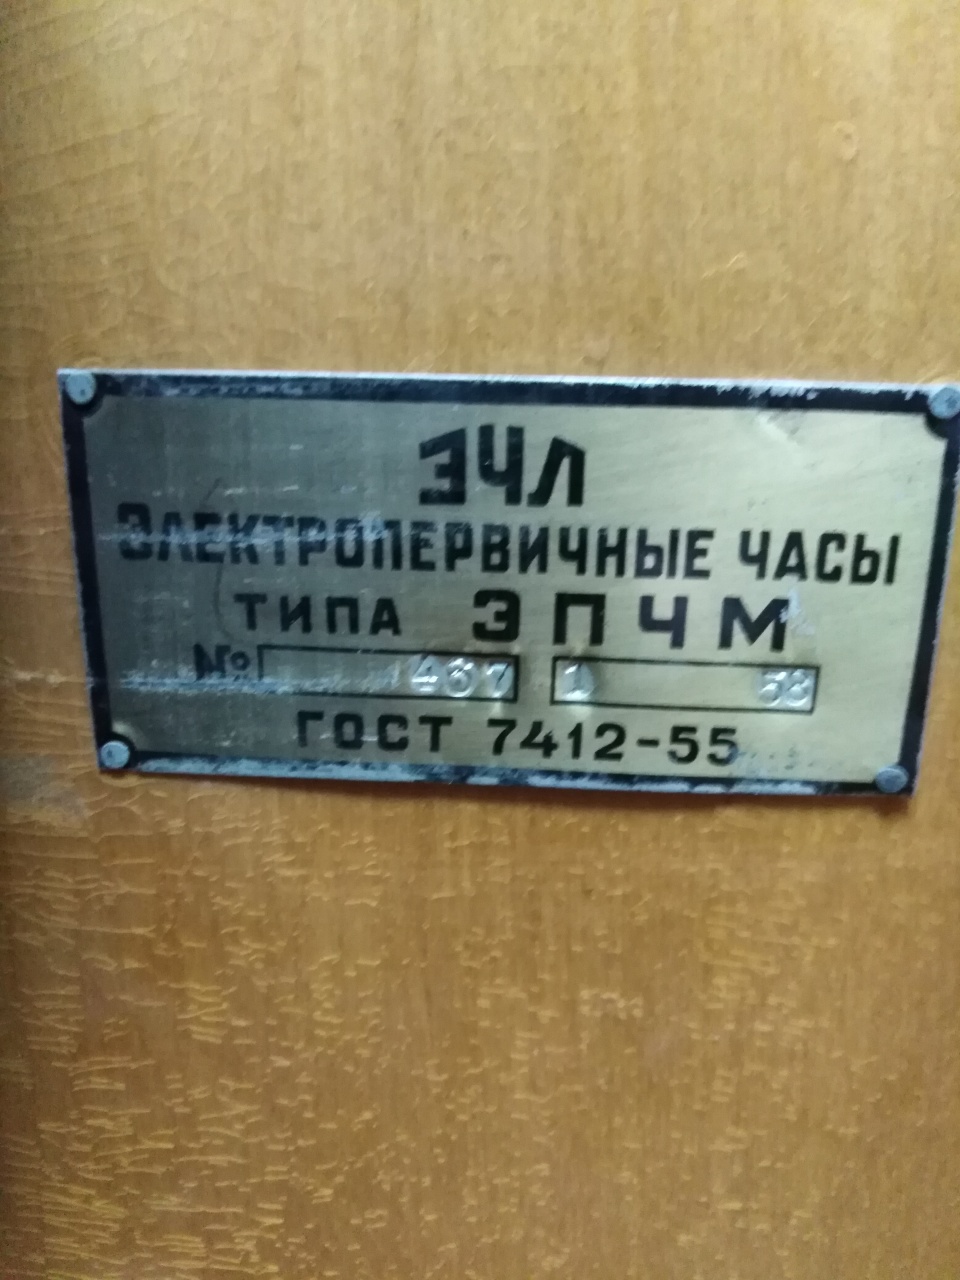 ЭЧЛ
ЭЛЕКТРОПЕРВИЧНЫЕ ЧАСЫ
ТИПА ЭПЧМ
№ 437 1 58
ГОСТ 7412-55